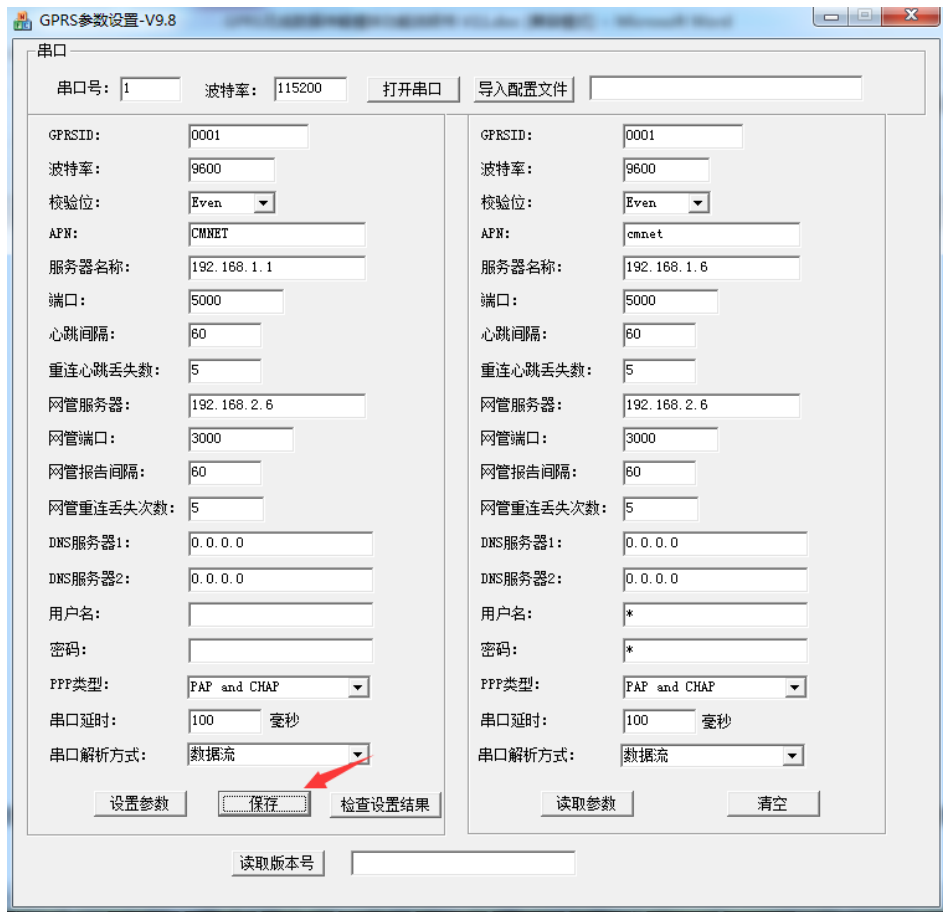 GPRS参数设置-V9.8
串口
串口号: 1 波特率: 115200 打开串口 导入配置文件
GPRSID: 0001
波特率: 9600
校验位: Even
APN: CMNET
服务器名称: 192.168.1.1
端口: 5000
心跳间隔: 60
重连心跳丢失数: 5
网管服务器: 192.168.2.6
网管端口: 3000
网管报告间隔: 60
网管重连丢失次数: 5
DNS服务器1: 0.0.0.0
DNS服务器2: 0.0.0.0
用户名:
密码:
PPP类型: PAP and CHAP
串口延时: 100 毫秒
串口解析方式: 数据流
设置参数 保存 检查设置结果
GPRSID: 0001
波特率: 9600
校验位: Even
APN: cmnet
服务器名称: 192.168.1.6
端口: 5000
心跳间隔: 60
重连心跳丢失数: 5
网管服务器: 192.168.2.6
网管端口: 3000
网管报告间隔: 60
网管重连丢失次数: 5
DNS服务器1: 0.0.0.0
DNS服务器2: 0.0.0.0
用户名: *
密码: *
PPP类型: PAP and CHAP
串口延时: 100 毫秒
串口解析方式: 数据流
读取参数 清空
读取版本号